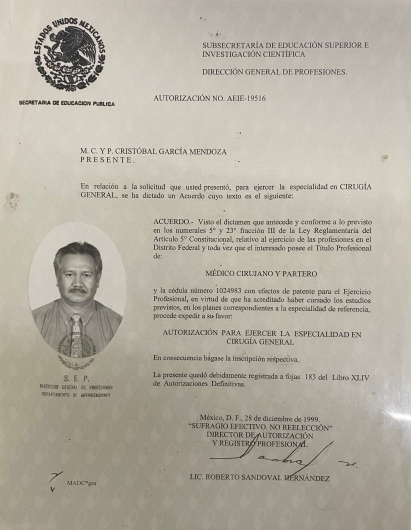 ESTADOS UNIDOS MEXICANOS
SECRETARIA DE EDUCACION PUBLICA
SUBSECRETARÍA DE EDUCACIÓN SUPERIOR E
INVESTIGACIÓN CIENTÍFICA
DIRECCIÓN GENERAL DE PROFESIONES.
AUTORIZACIÓN NO. AEIE-19516
M. C. Y P. CRISTÓBAL GARCÍA MENDOZA
P R E S E N T E .
En relación a la solicitud que usted presentó, para ejercer la especialidad en CIRUGÍA
GENERAL, se ha dictado un Acuerdo cuyo texto es el siguiente:
ACUERDO.- Visto el dictamen que antecede y conforme a lo previsto
en los numerales 5º y 23º fracción III de la Ley Reglamentaria del
Artículo 5º Constitucional, relativo al ejercicio de las profesiones en el
Distrito Federal y toda vez que el interesado posee el Título Profesional
de:
MÉDICO CIRUJANO Y PARTERO
y la cédula número 1024983 con efectos de patente para el Ejercicio
Profesional, en virtud de que ha acreditado haber cursado los estudios
previstos, en los planes correspondientes a la especialidad de referencia,
procede expedir a su favor:
AUTORIZACIÓN PARA EJERCER LA ESPECIALIDAD EN
CIRUGÍA GENERAL
En consecuencia hágase la inscripción respectiva.
La presente quedó debidamente registrada a fojas 183 del Libro XLIV
de Autorizaciones Definitivas.
S. E. P.
DIRECCION GENERAL DE PROFESIONES
DEPARTAMENTO DE AUTORIZACIONES
México, D. F., 28 de diciembre de 1999.
"SUFRAGIO EFECTIVO. NO REELECCIÓN"
DIRECTOR DE AUTORIZACIÓN
Y REGISTRO PROFESIONAL
LIC. ROBERTO SANDOVAL HERNÁNDEZ